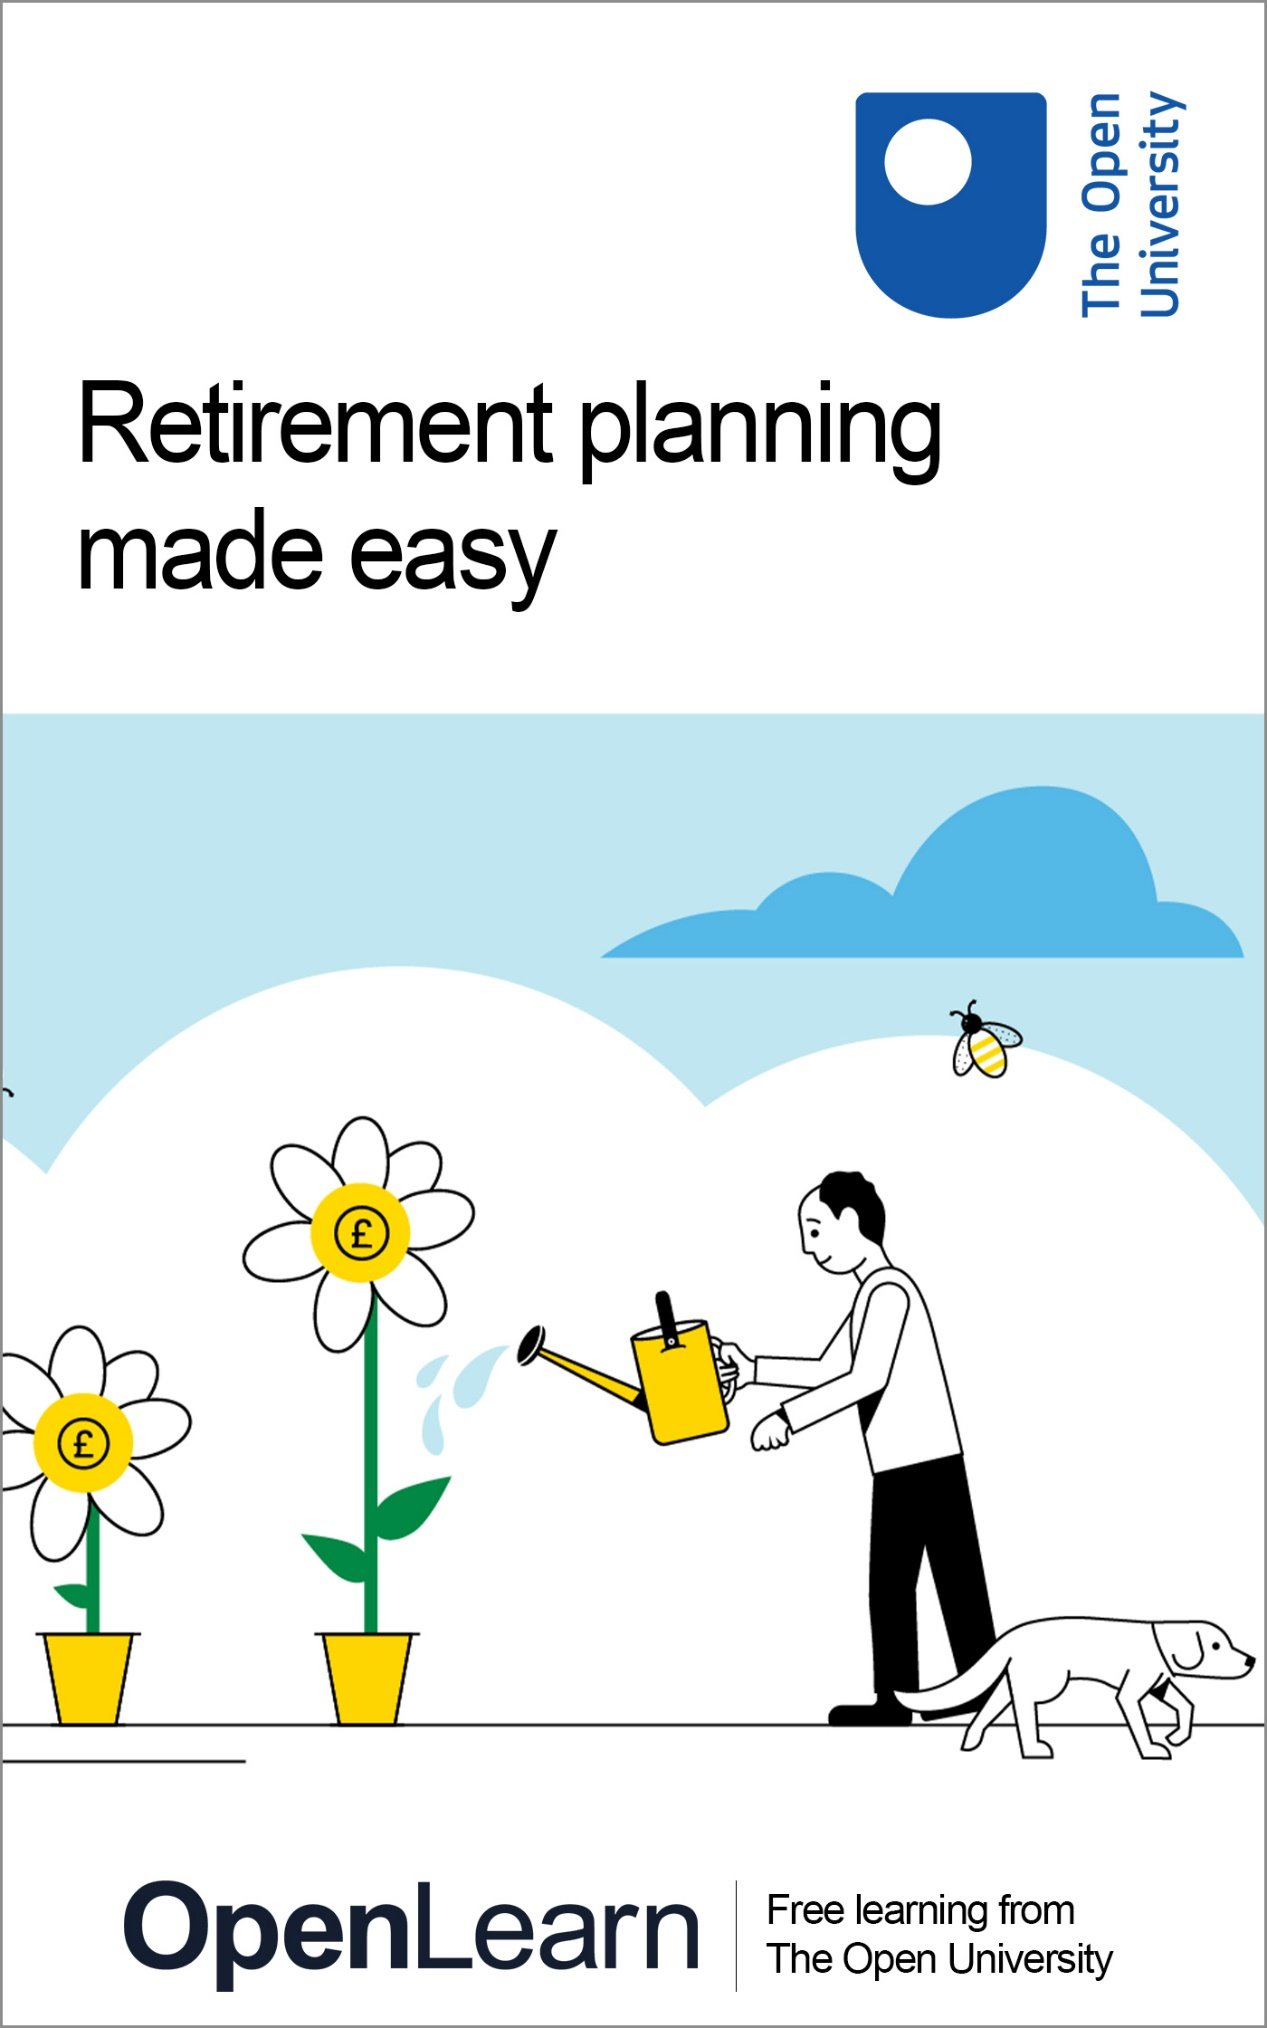 The Open
University
Retirement planning
made easy
£
£
OpenLearn
Free learning from
The Open University